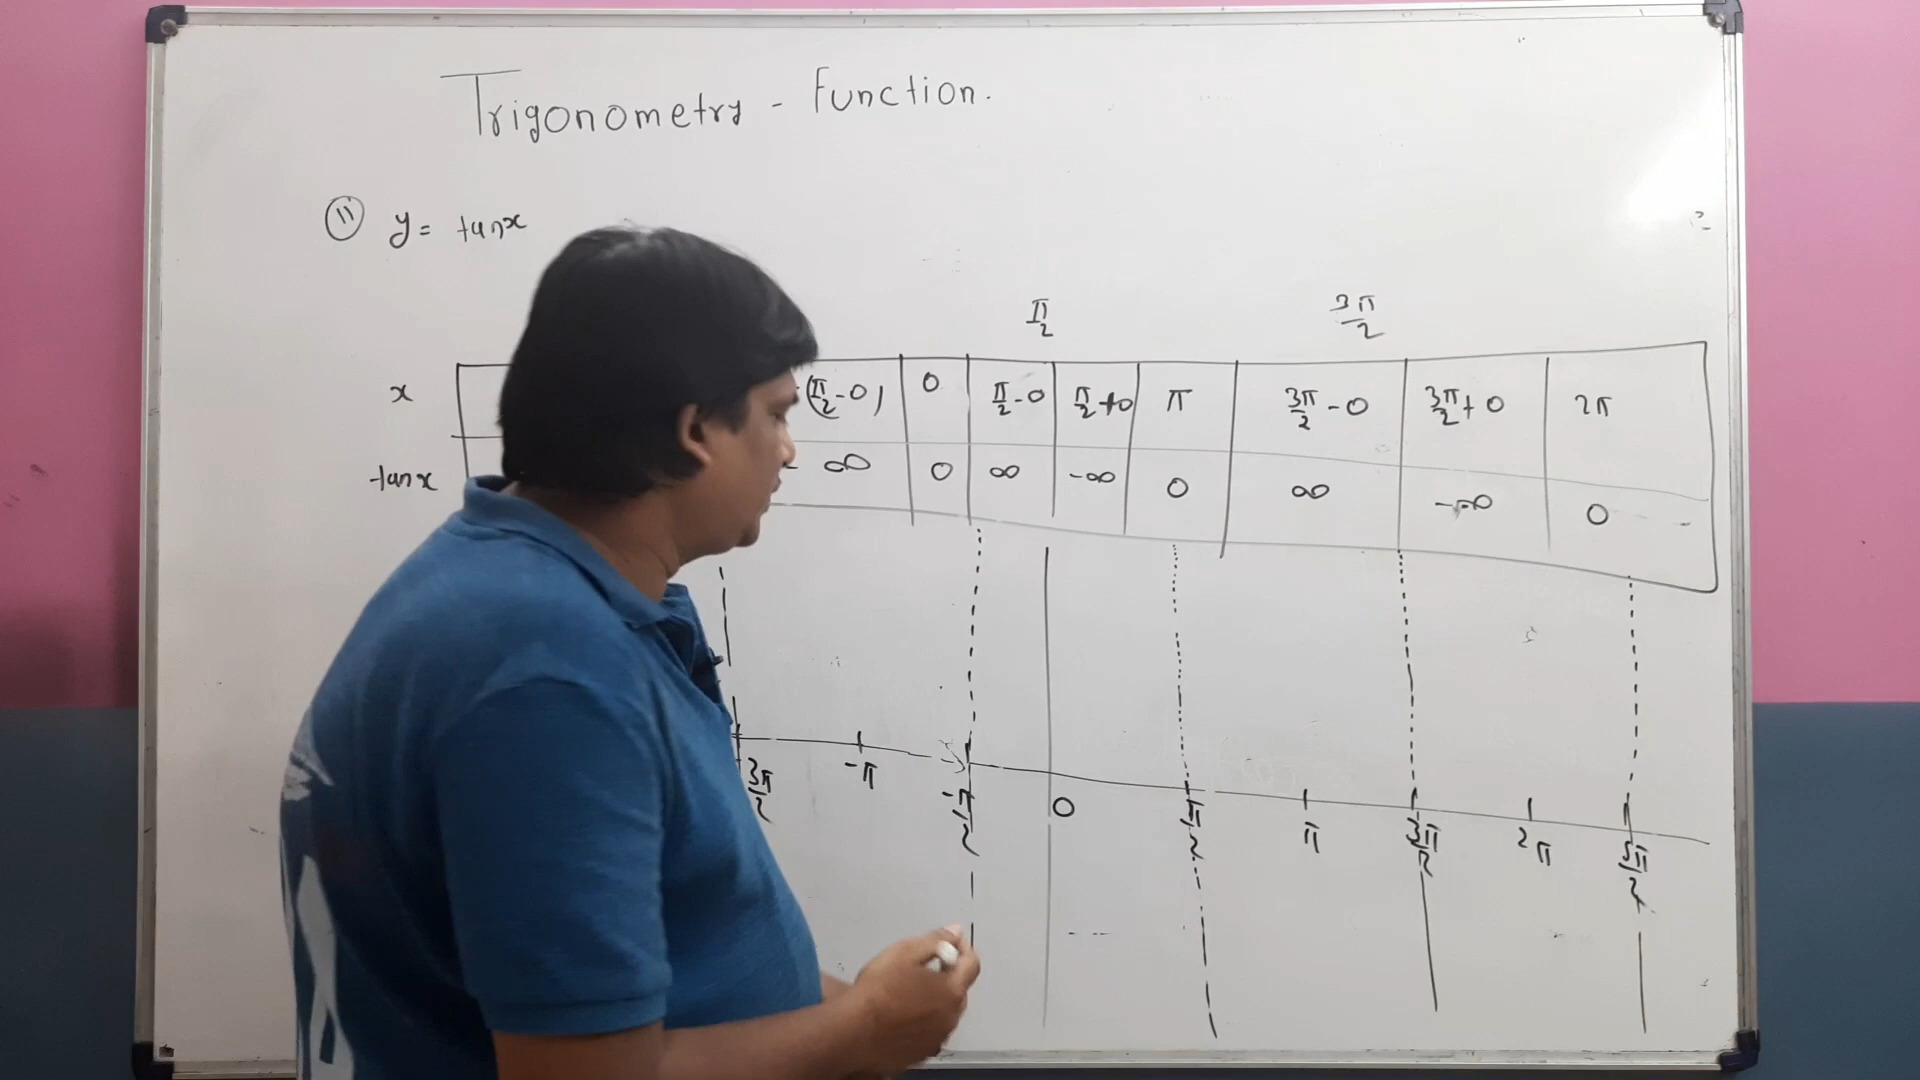 Trigonometry - Function.
(11) y = tanx
π/2 3π/2
x -(π/2-0) 0 π/2-0 π/2+0 π 3π/2-0 3π/2+0 2π
tanx -∞ 0 ∞ -∞ 0 ∞ -∞ 0
3π/2 -π -π/2 0 π/2 π 3π/2 2π 5π/2